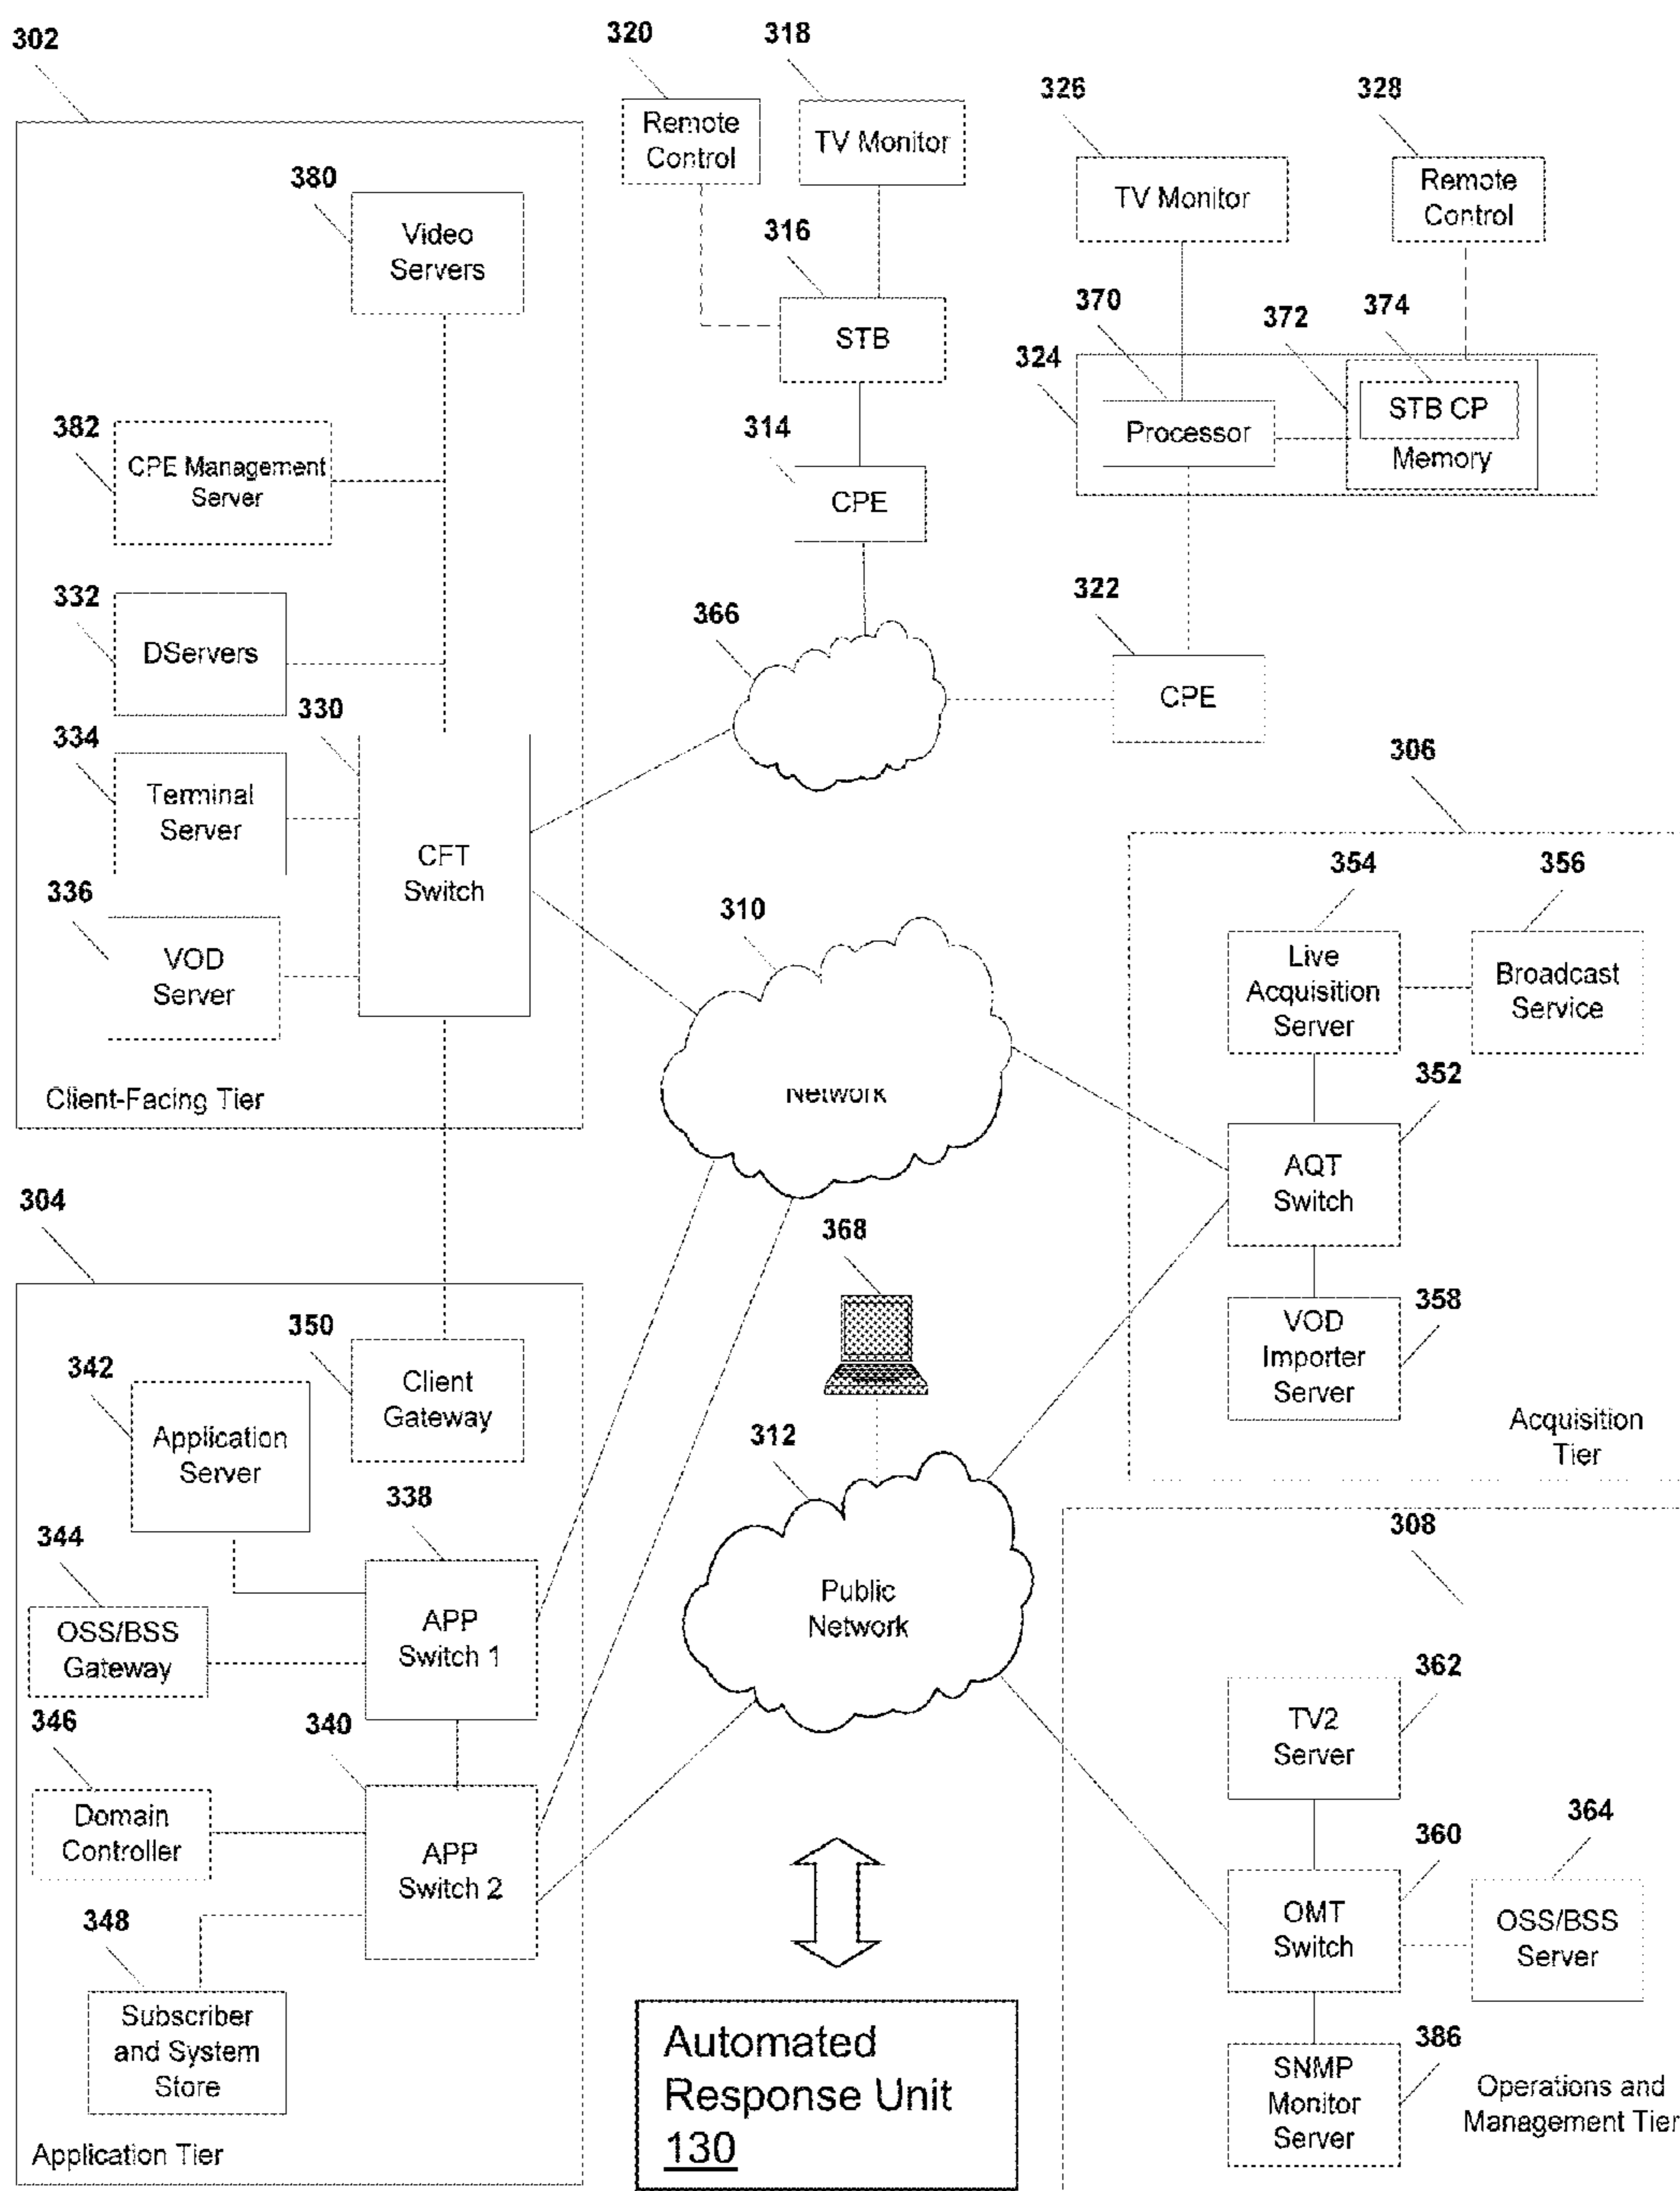 302
320
318
326
328
Remote
Control
TV Monitor
TV Monitor
Remote
Control
380
Video
Servers
316
STB
370
372
374
324
Processor
STB CP
Memory
382
CPE Management
Server
314
CPE
332
DServers
366
322
CPE
330
334
Terminal
Server
CFT
Switch
336
VOD
Server
Client-Facing Tier
310
Network
306
354
356
Live
Acquisition
Server
Broadcast
Service
352
AQT
Switch
358
VOD
Importer
Server
Acquisition
Tier
304
350
Client
Gateway
342
Application
Server
368
312
Public
Network
338
344
OSS/BSS
Gateway
APP
Switch 1
346
340
Domain
Controller
APP
Switch 2
348
Subscriber
and System
Store
Application Tier
Automated
Response Unit
130
308
362
TV2
Server
360
364
OMT
Switch
OSS/BSS
Server
386
SNMP
Monitor
Server
Operations and
Management Tier